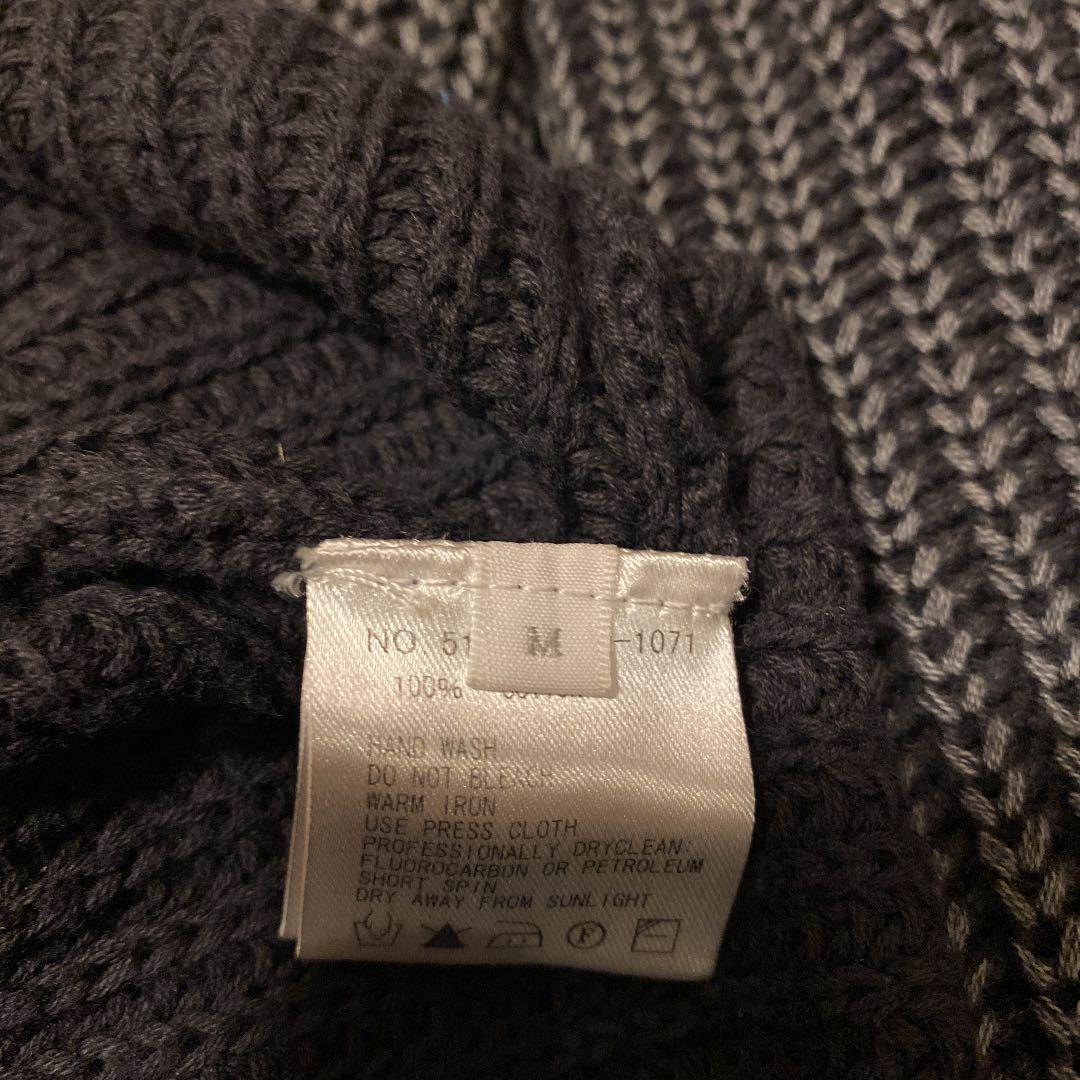 NO. 51 M -1071
100%
HAND WASH
DO NOT BLEACH
WARM IRON
USE PRESS CLOTH
PROFESSIONALLY DRYCLEAN:
FLUOROCARBON OR PETROLEUM
SHORT SPIN
DRY AWAY FROM SUNLIGHT
F